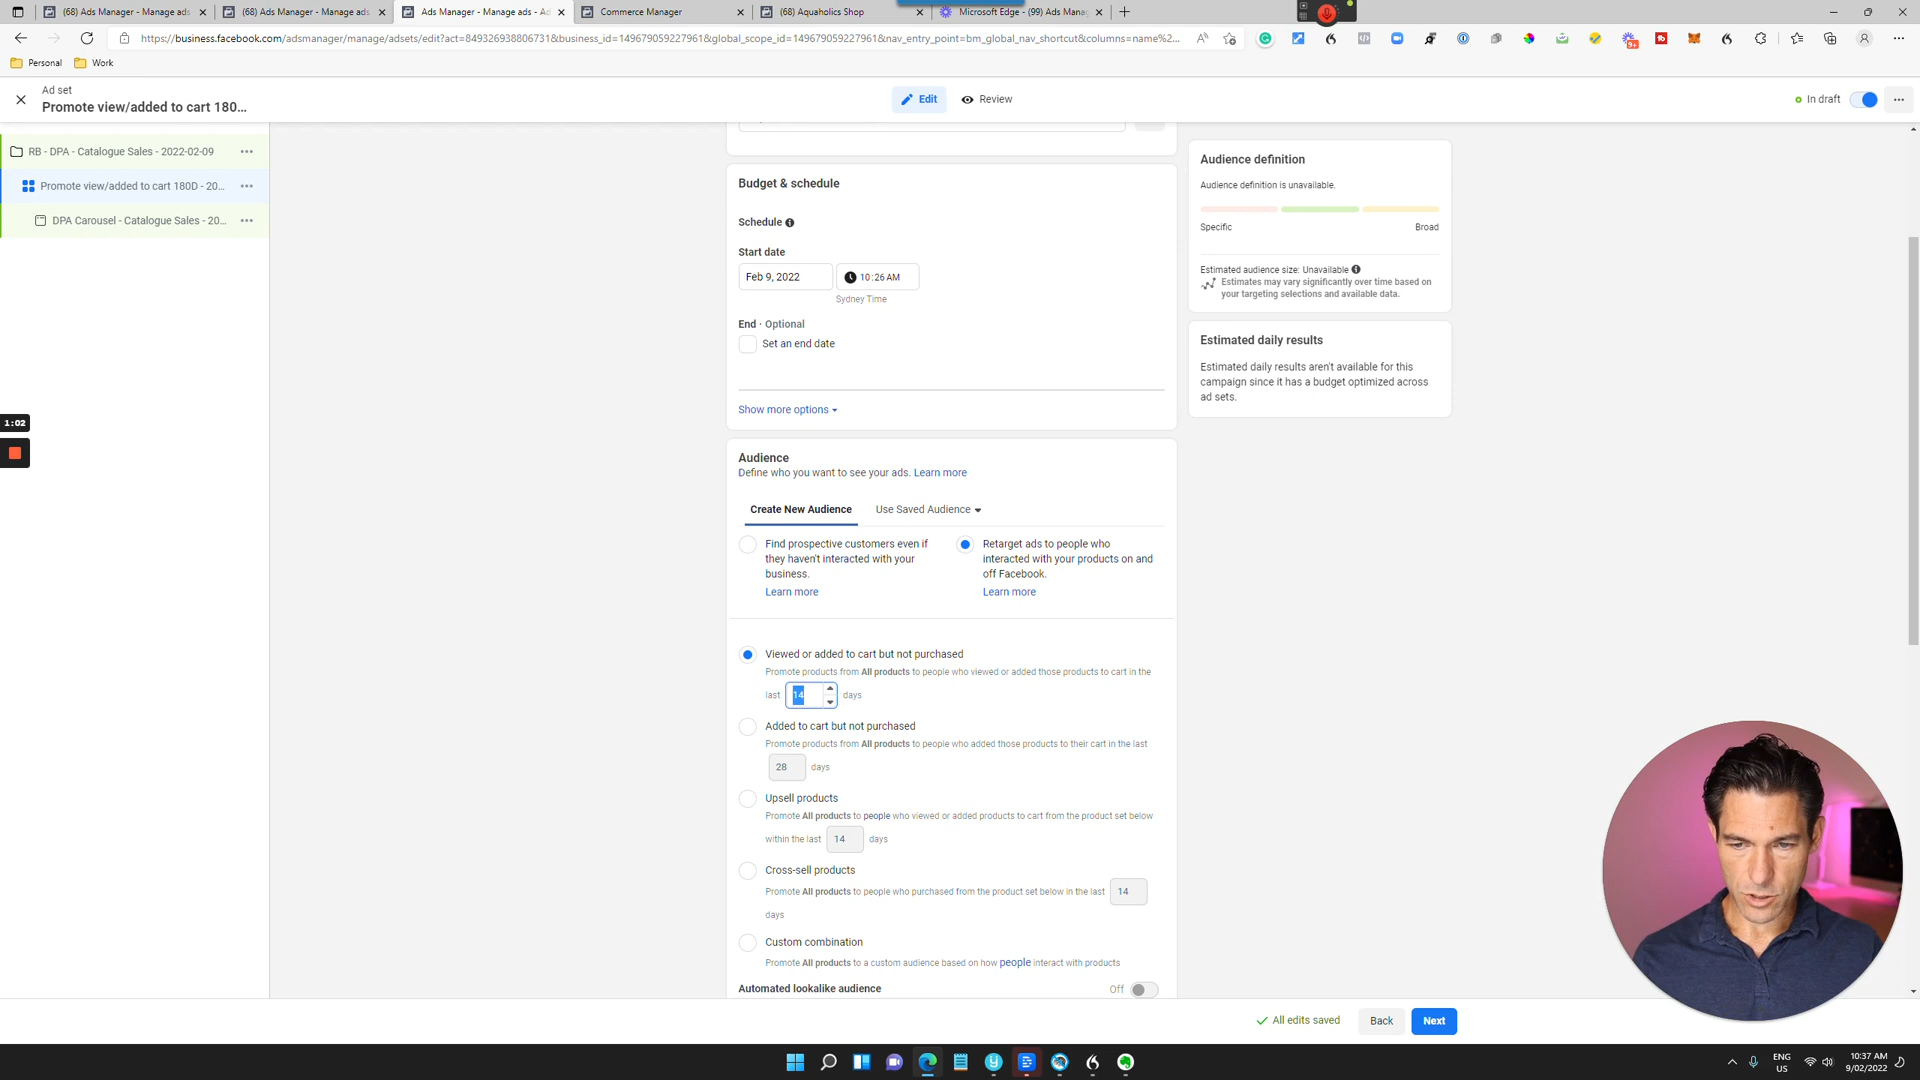 (68) Ads Manager - Manage ads
(68) Ads Manager - Manage ads
Ads Manager - Manage ads - Ad
Commerce Manager
(68) Aquaholics Shop
Microsoft Edge - (99) Ads Mana
https://business.facebook.com/adsmanager/manage/adsets/edit?act=849326938806731&business_id=149679059227961&global_scope_id=149679059227961&nav_entry_point=bm_global_nav_shortcut&columns=name%2...
9+
Personal
Work
Ad set
Promote view/added to cart 180...
Edit
Review
In draft
RB - DPA - Catalogue Sales - 2022-02-09
Promote view/added to cart 180D - 20...
DPA Carousel - Catalogue Sales - 20...
1:02
Budget & schedule
Schedule
Start date
Feb 9, 2022
10:26 AM
Sydney Time
End · Optional
Set an end date
Show more options
Audience
Define who you want to see your ads. Learn more
Create New Audience
Use Saved Audience
Find prospective customers even if
they haven't interacted with your
business.
Learn more
Retarget ads to people who
interacted with your products on and
off Facebook.
Learn more
Viewed or added to cart but not purchased
Promote products from All products to people who viewed or added those products to cart in the
last 14 days
Added to cart but not purchased
Promote products from All products to people who added those products to their cart in the last
28 days
Upsell products
Promote All products to people who viewed or added products to cart from the product set below
within the last 14 days
Cross-sell products
Promote All products to people who purchased from the product set below in the last 14
days
Custom combination
Promote All products to a custom audience based on how people interact with products
Automated lookalike audience
Off
Audience definition
Audience definition is unavailable.
Specific
Broad
Estimated audience size: Unavailable
Estimates may vary significantly over time based on
your targeting selections and available data.
Estimated daily results
Estimated daily results aren't available for this
campaign since it has a budget optimized across
ad sets.
All edits saved
Back
Next
ENG
US
10:37 AM
9/02/2022